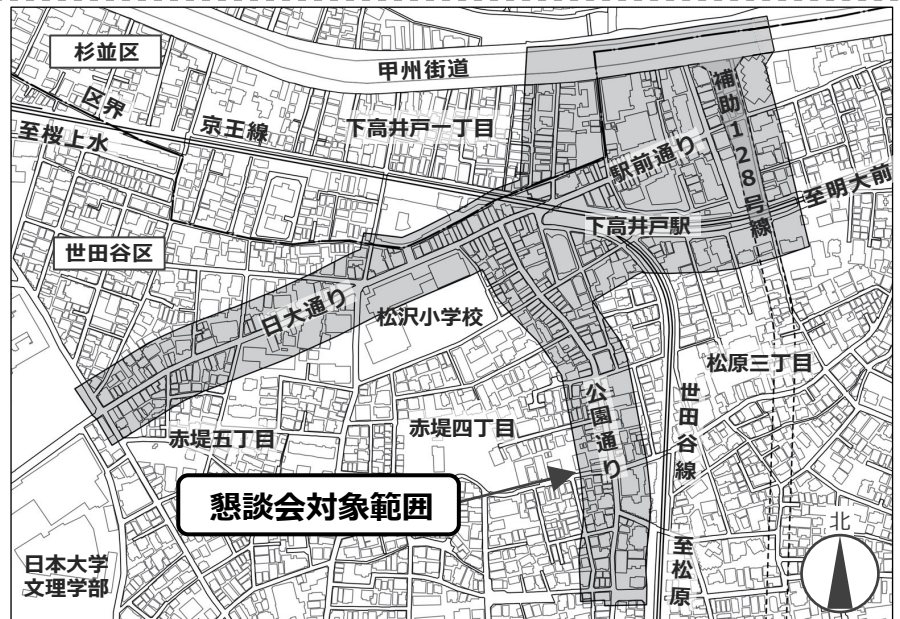 杉並区
区界
甲州街道
至桜上水
京王線
下高井戸一丁目
駅前通り
補助128号線
至明大前
下高井戸駅
世田谷区
日大通り
松沢小学校
松原三丁目
公園通り
世田谷線
赤堤五丁目
赤堤四丁目
懇談会対象範囲
日本大学
文理学部
至松原
北